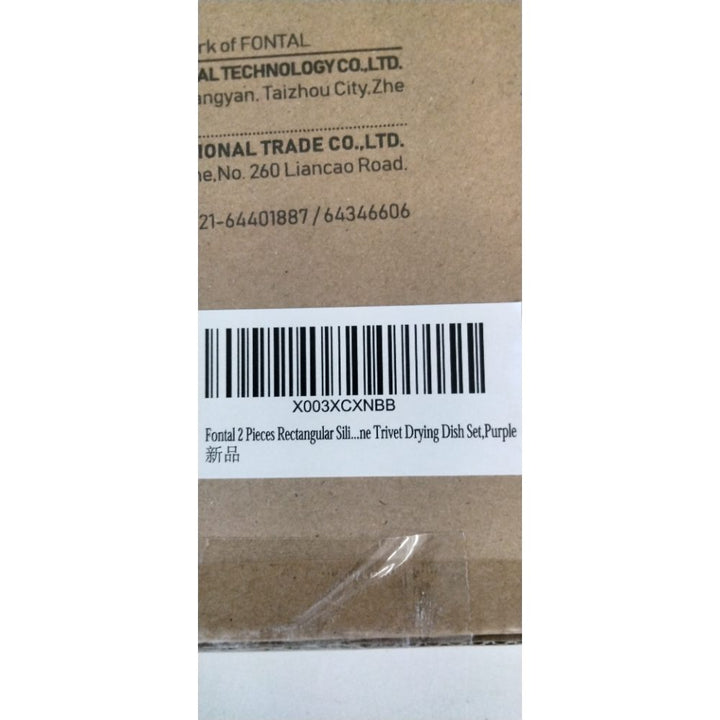 rk of FONTAL
AL TECHNOLOGY CO.,LTD.
angyan. Taizhou City.Zhe
IONAL TRADE CO.,LTD.
ne,No. 260 Liancao Road.
21-64401887 / 64346606
X003XCXNBB
Fontal 2 Pieces Rectangular Sili...ne Trivet Drying Dish Set,Purple
新品